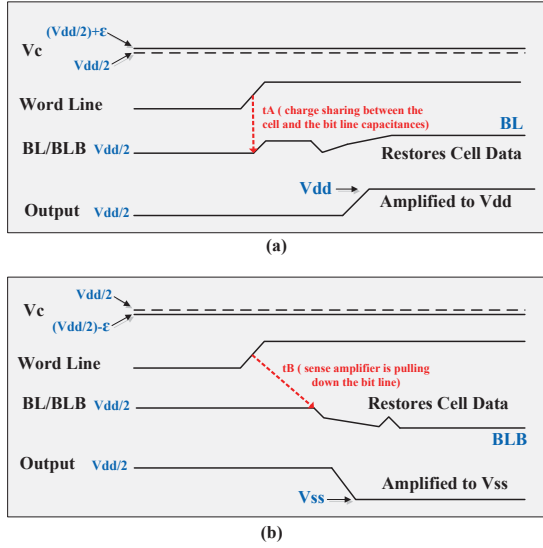 (Vdd/2)+ε
Vc
Vdd/2
Word Line
tA ( charge sharing between the
cell and the bit line capacitances)
BL
BL/BLB Vdd/2
Restores Cell Data
Vdd
Output Vdd/2
Amplified to Vdd
(a)
Vdd/2
Vc
(Vdd/2)-ε
Word Line
tB ( sense amplifier is pulling
down the bit line)
BL/BLB Vdd/2
Restores Cell Data
BLB
Output
Vdd/2
Vss
Amplified to Vss
(b)